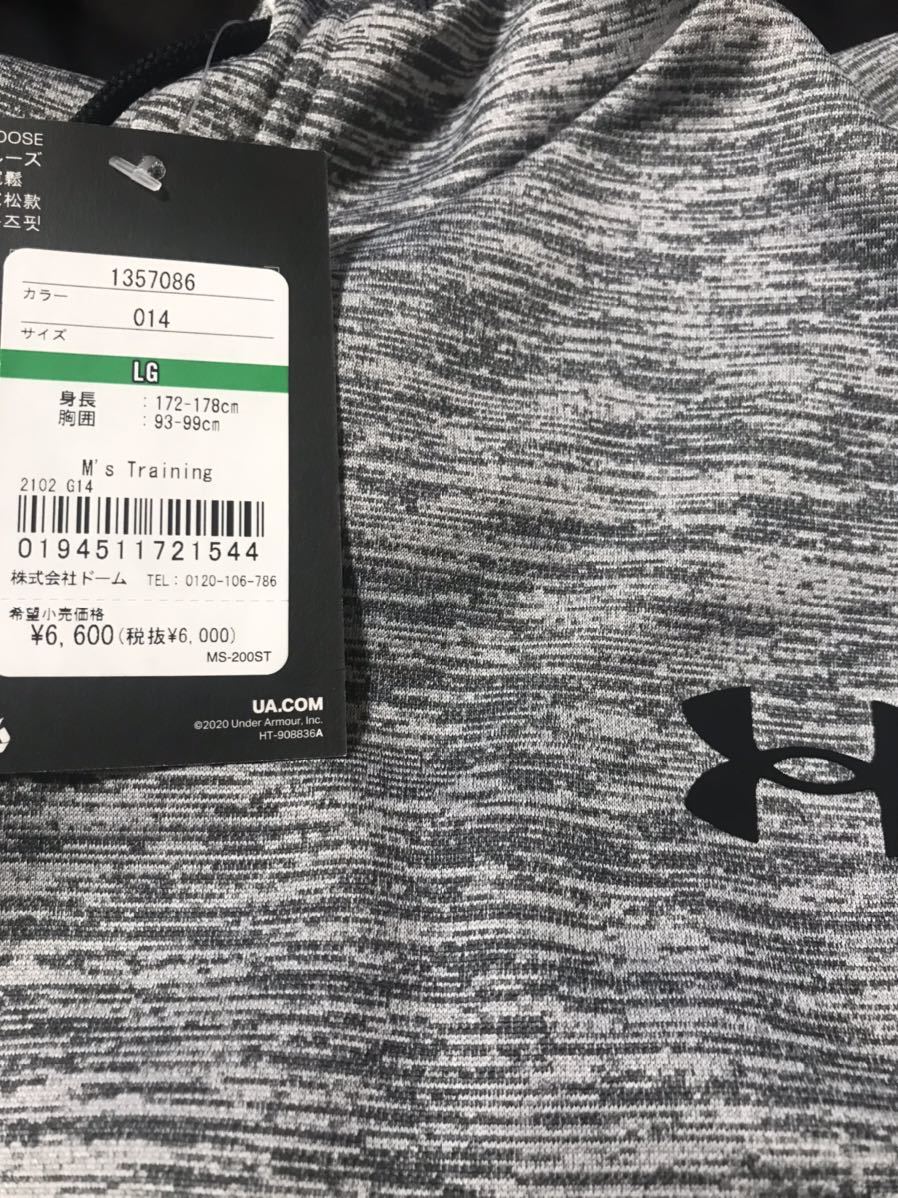 OOSE
ーズ
鬆
松款
즈핏
1357086
カラー
014
サイズ
LG
身長 : 172-178cm
胸囲 : 93-99cm
M's Training
2102 G14
0194511721544
株式会社ドーム TEL: 0120-106-786
希望小売価格
¥6,600(税抜¥6,000)
MS-200ST
UA.COM
©2020 Under Armour, Inc.
HT-908836A